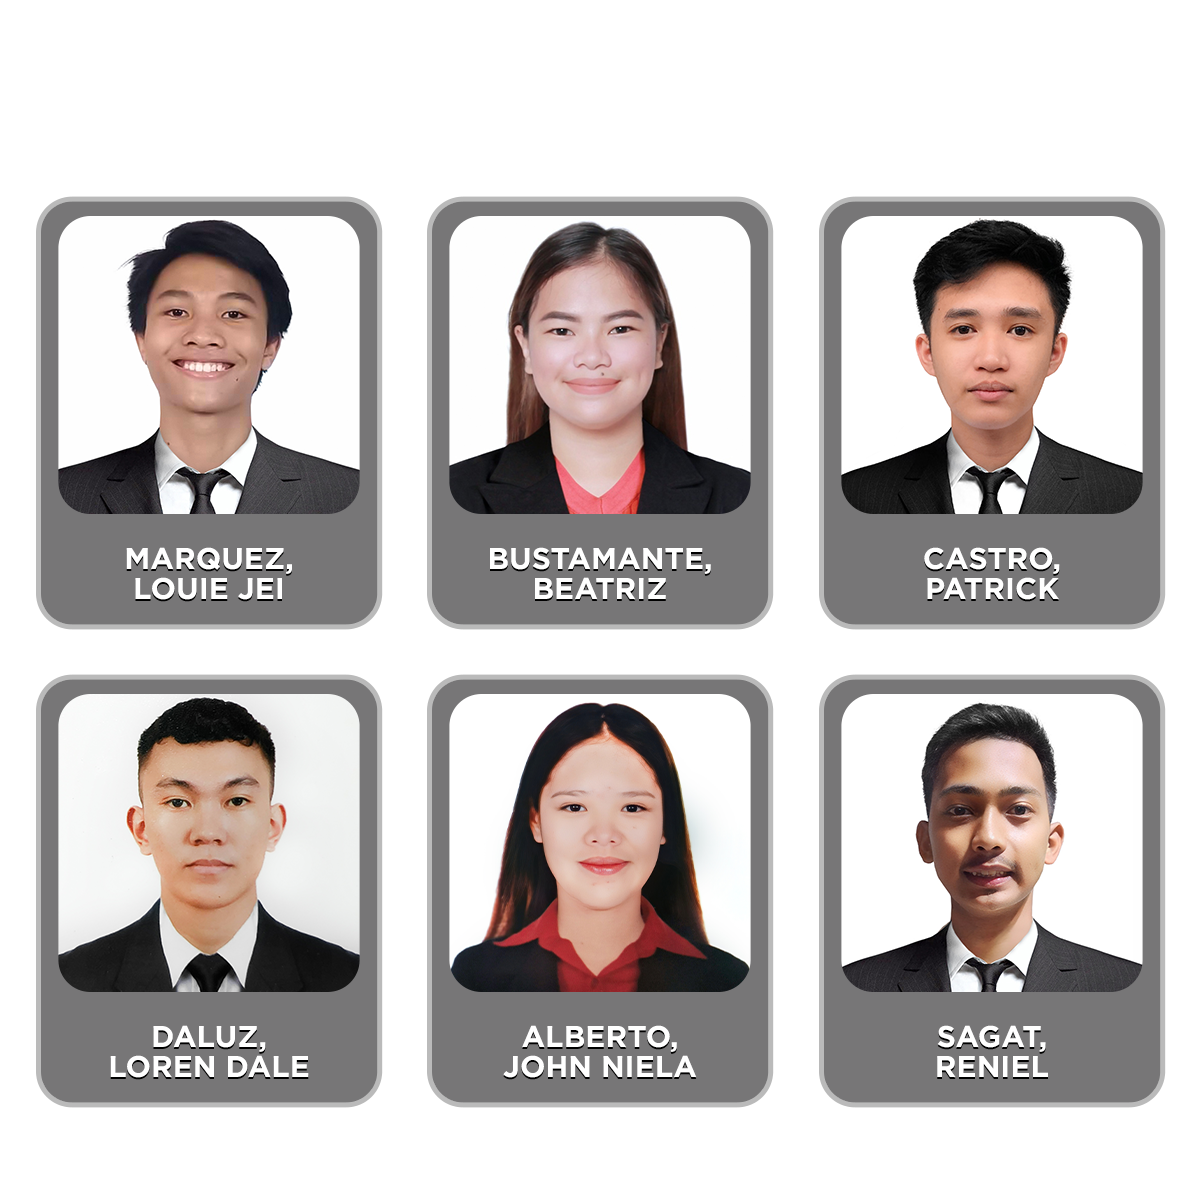 MARQUEZ,
LOUIE JEI
BUSTAMANTE,
BEATRIZ
CASTRO,
PATRICK
DALUZ,
LOREN DALE
ALBERTO,
JOHN NIELA
SAGAT,
RENIEL